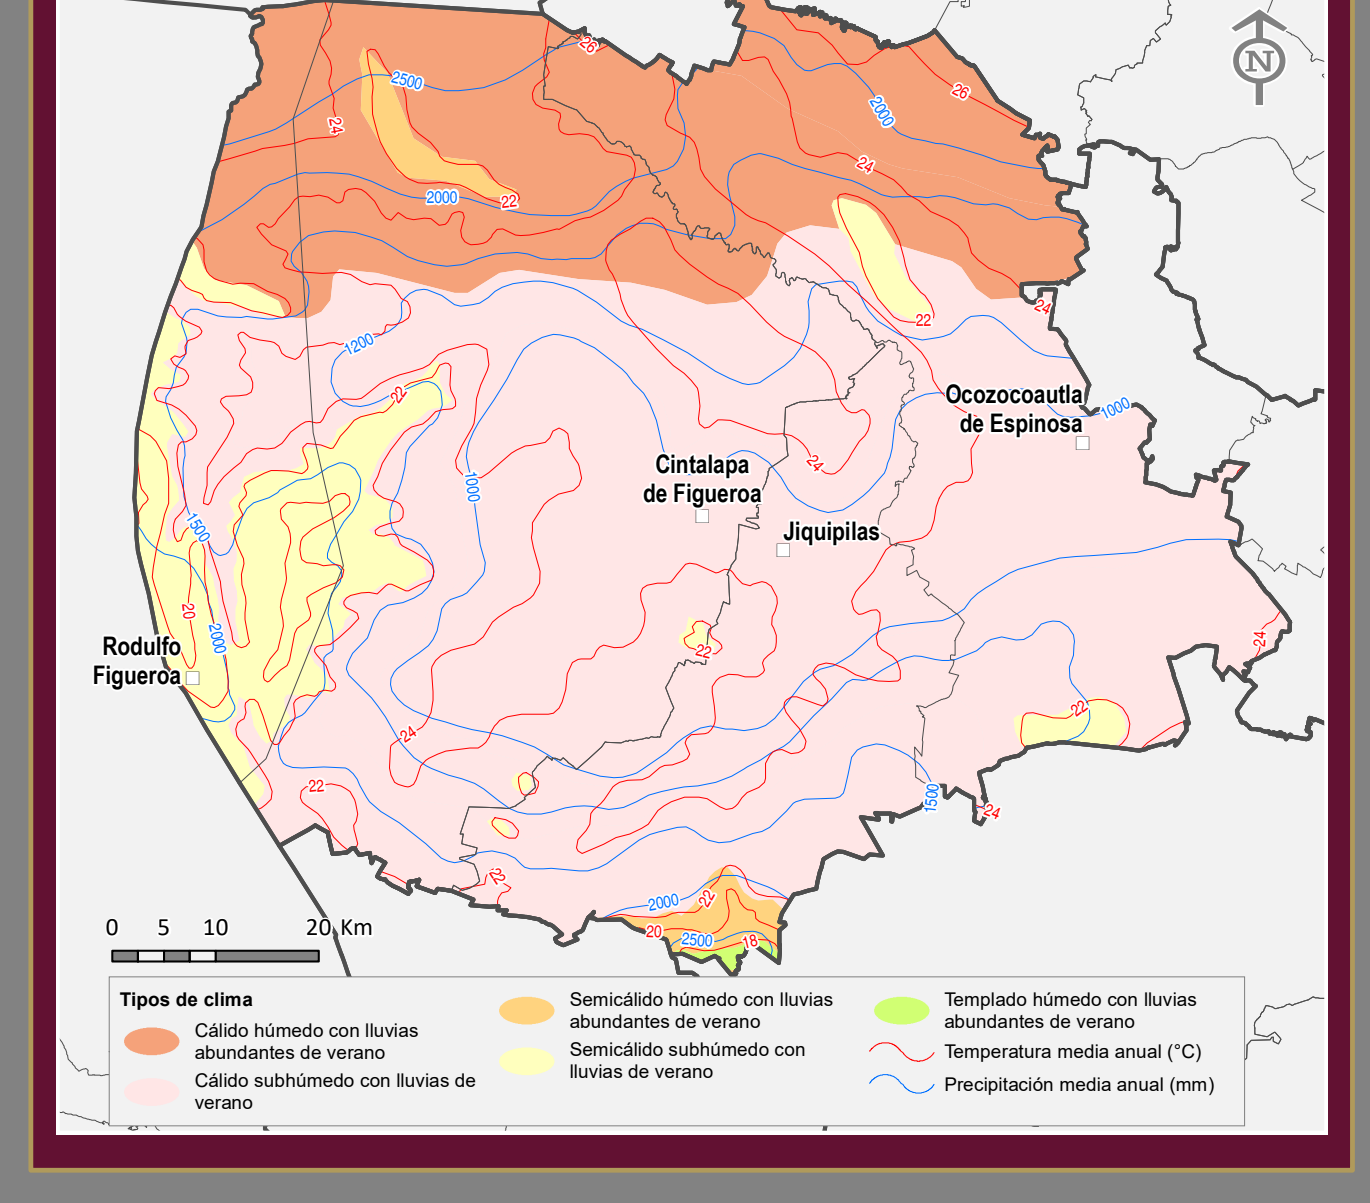 N
26
2500
26
2000
24
24
2000
22
24
22
1200
22
Ocozocoautla
de Espinosa
1000
Cintalapa
de Figueroa
24
1000
1500
Jiquipilas
20
2000
24
Rodulfo
Figueroa
22
22
24
22
1500
24
22
2000
22
20
2500
18
0 5 10 20 Km
Tipos de clima
Cálido húmedo con lluvias
abundantes de verano
Cálido subhúmedo con lluvias de
verano
Semicálido húmedo con lluvias
abundantes de verano
Semicálido subhúmedo con
lluvias de verano
Templado húmedo con lluvias
abundantes de verano
Temperatura media anual (°C)
Precipitación media anual (mm)